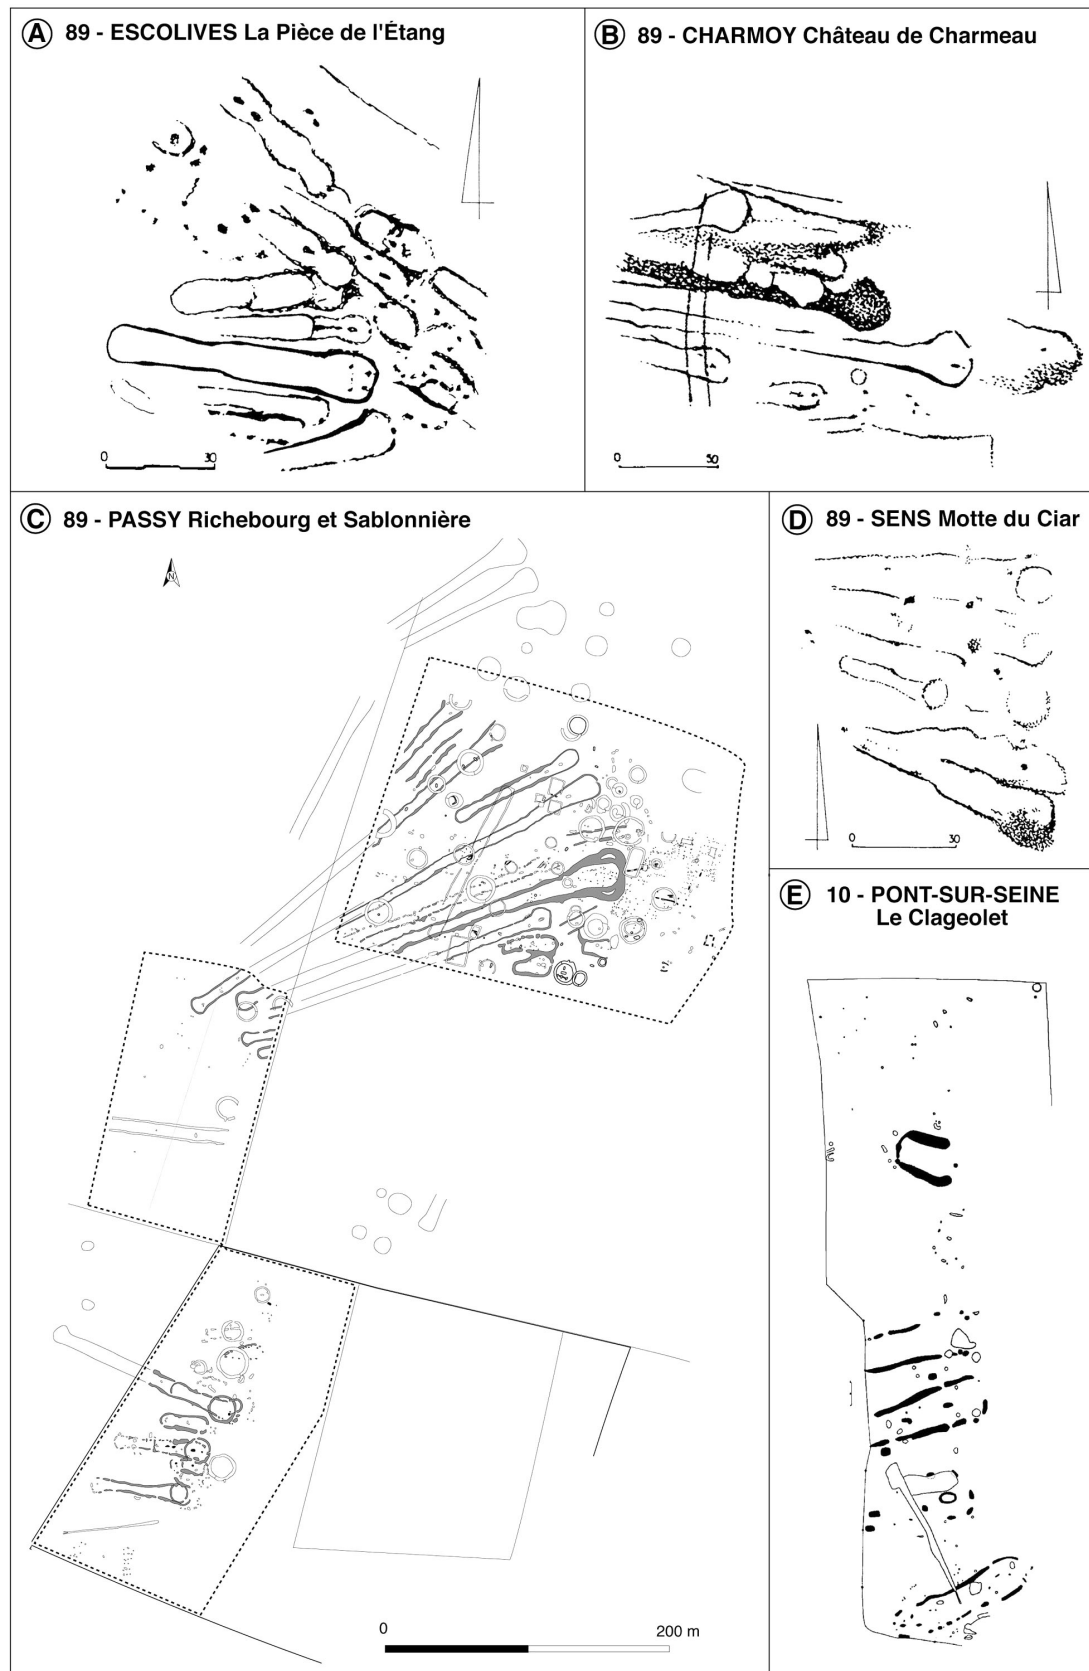 A 89 - ESCOLIVES La Pièce de l'Étang
0 30
B 89 - CHARMOY Château de Charmeau
0 50
C 89 - PASSY Richebourg et Sablonnière
N
0 200 m
D 89 - SENS Motte du Ciar
0 30
E 10 - PONT-SUR-SEINE
Le Clageolet